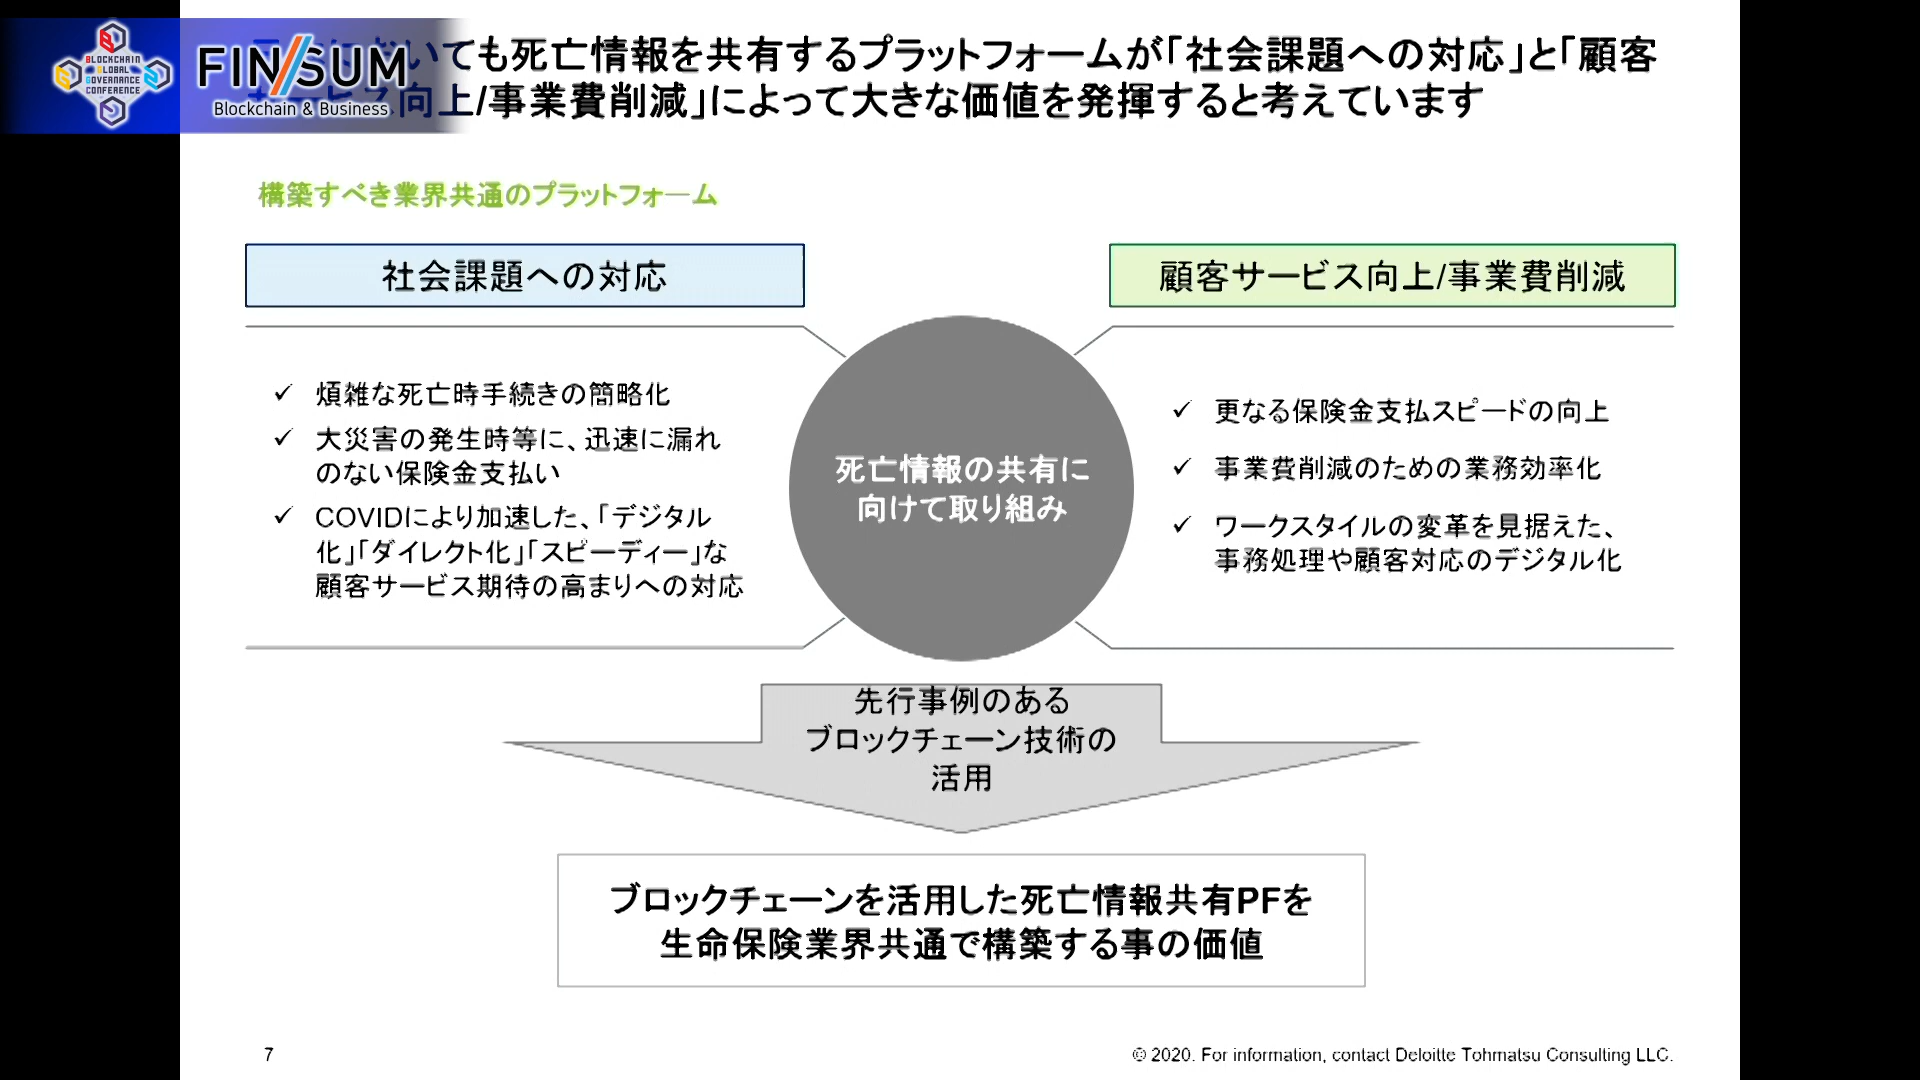 BLOCKCHAIN
GLOBAL
GOVERNANCE
CONFERENCE
FIN/SUM
Blockchain & Business
いても死亡情報を共有するプラットフォームが「社会課題への対応」と「顧客
向上/事業費削減」によって大きな価値を発揮すると考えています
構築すべき業界共通のプラットフォーム
社会課題への対応
✓ 煩雑な死亡時手続きの簡略化
✓ 大災害の発生時等に、迅速に漏れ
のない保険金支払い
✓ COVIDにより加速した、「デジタル
化」「ダイレクト化」「スピーディー」な
顧客サービス期待の高まりへの対応
死亡情報の共有に
向けて取り組み
顧客サービス向上/事業費削減
✓ 更なる保険金支払スピードの向上
✓ 事業費削減のための業務効率化
✓ ワークスタイルの変革を見据えた、
事務処理や顧客対応のデジタル化
先行事例のある
ブロックチェーン技術の
活用
ブロックチェーンを活用した死亡情報共有PFを
生命保険業界共通で構築する事の価値
7
© 2020. For information, contact Deloitte Tohmatsu Consulting LLC.